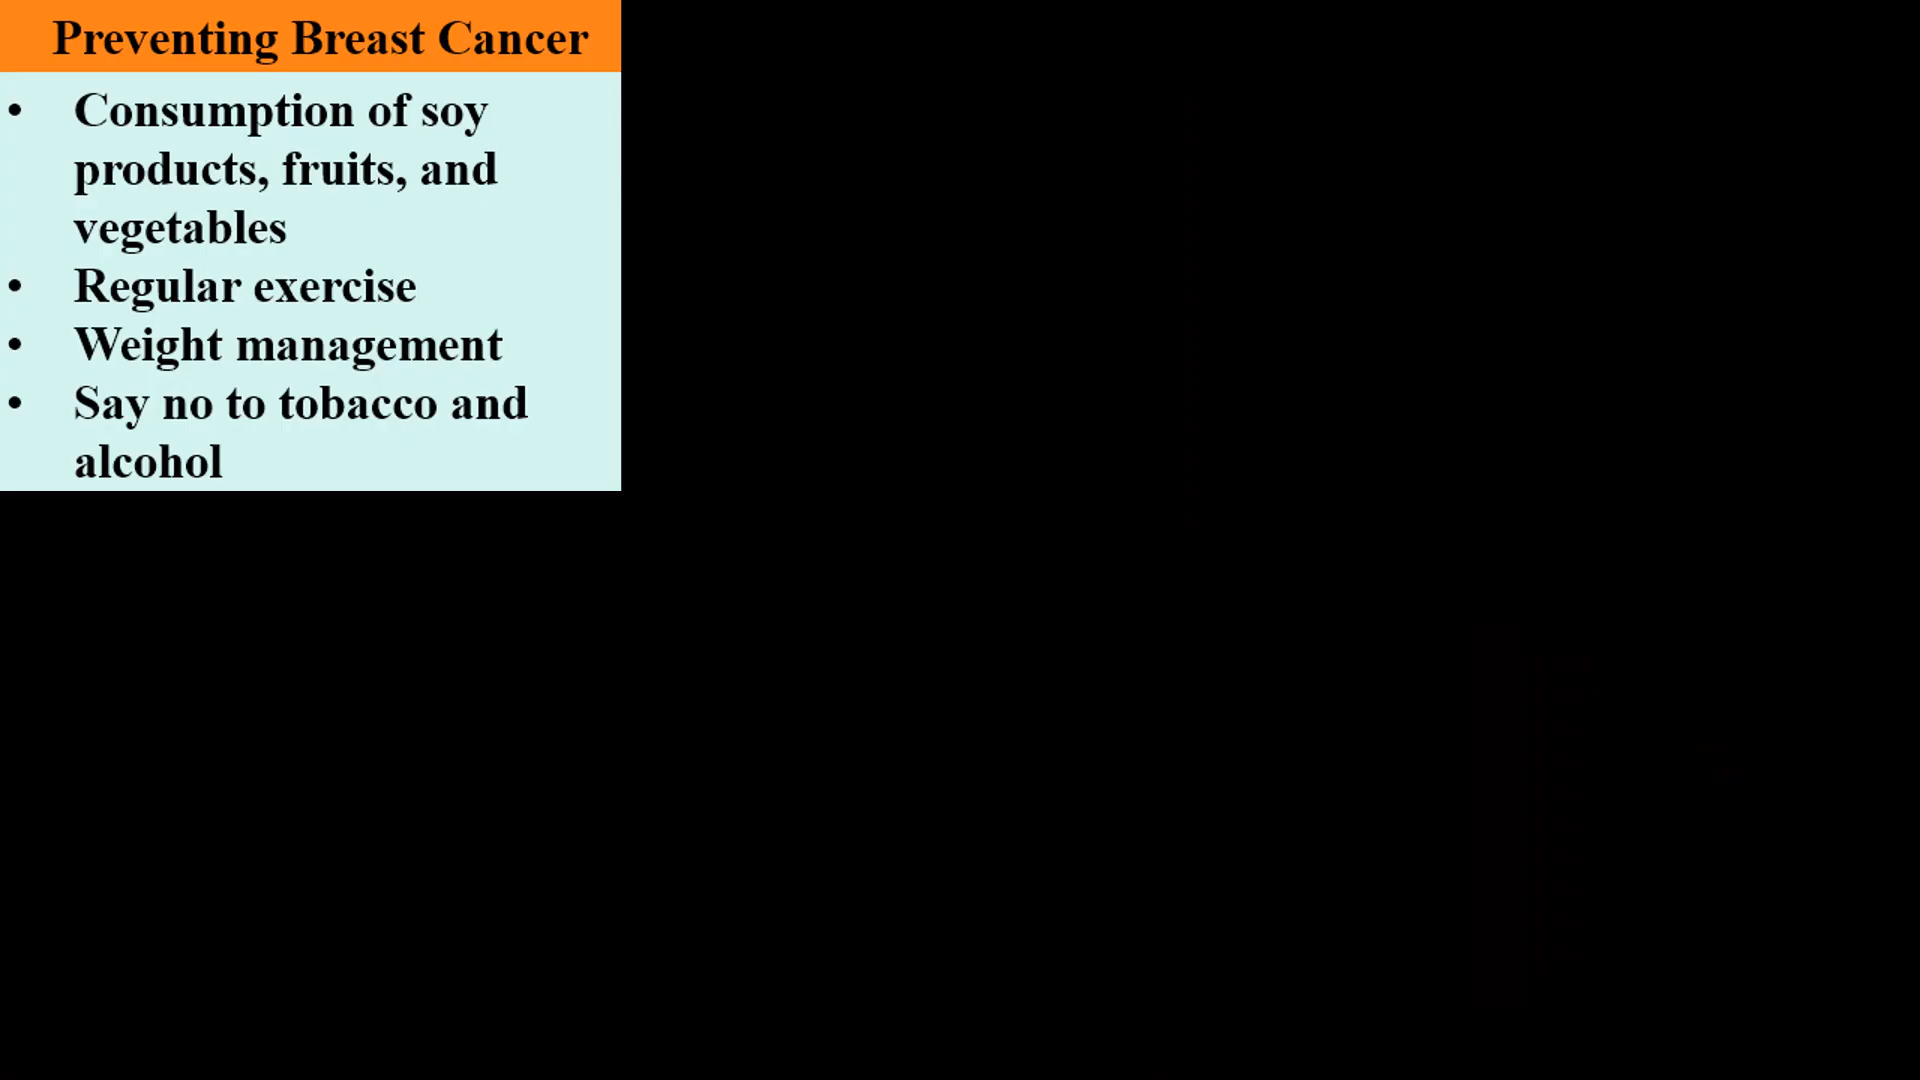 Preventing Breast Cancer
• Consumption of soy
products, fruits, and
vegetables
• Regular exercise
• Weight management
• Say no to tobacco and
alcohol